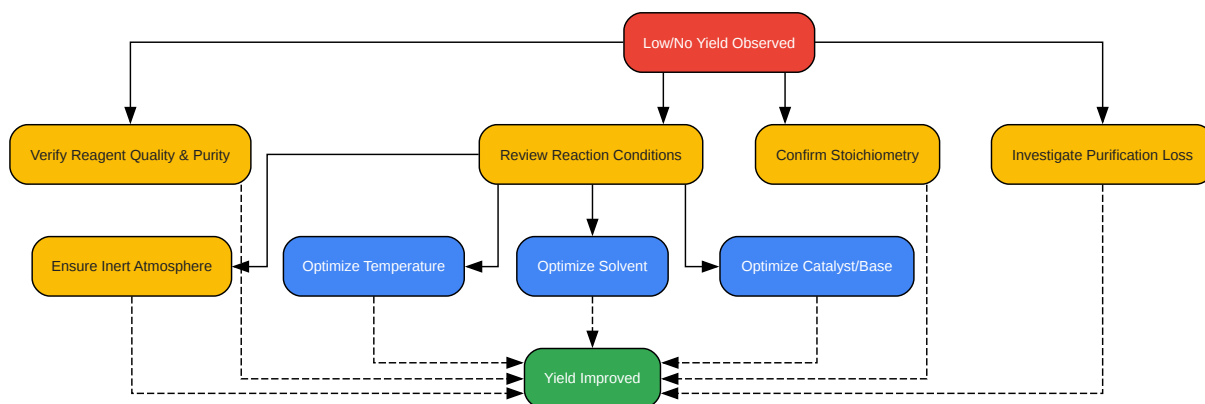 Low/No Yield Observed
Verify Reagent Quality & Purity
Review Reaction Conditions
Confirm Stoichiometry
Investigate Purification Loss
Ensure Inert Atmosphere
Optimize Temperature
Optimize Solvent
Optimize Catalyst/Base
Yield Improved